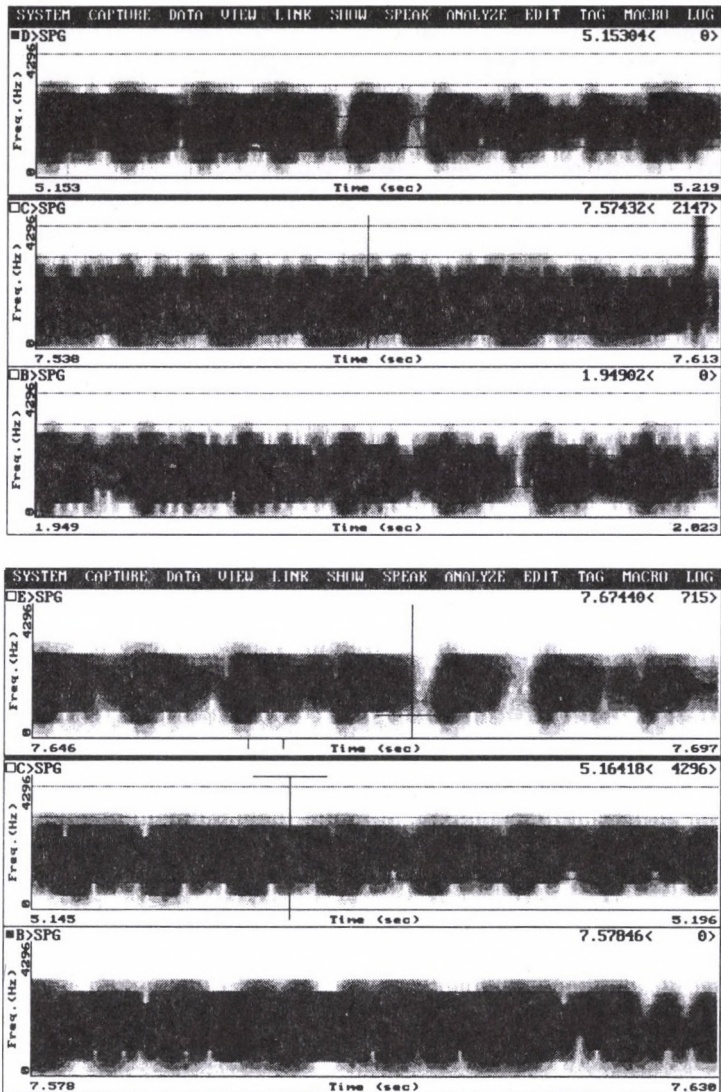 SYSTEM CAPTURE DATA VIEW LINK SHOW SPEAK ANALYZE EDIT TAG MACRO LOG
■D>SPG 5.15304< 0>
4296
Freq.(Hz)
0
5.153 Time (sec) 5.219
□C>SPG 7.57432< 2147>
4296
Freq.(Hz)
0
7.538 Time (sec) 7.613
□B>SPG 1.94902< 0>
4296
Freq.(Hz)
0
1.949 Time (sec) 2.023
SYSTEM CAPTURE DATA VIEW LINK SHOW SPEAK ANALYZE EDIT TAG MACRO LOG
□E>SPG 7.67440< 715>
4296
Freq.(Hz)
0
7.646 Time (sec) 7.697
□C>SPG 5.16418< 4296>
4296
Freq.(Hz)
0
5.145 Time (sec) 5.196
■B>SPG 7.57846< 0>
4296
Freq.(Hz)
0
7.578 Time (sec) 7.630